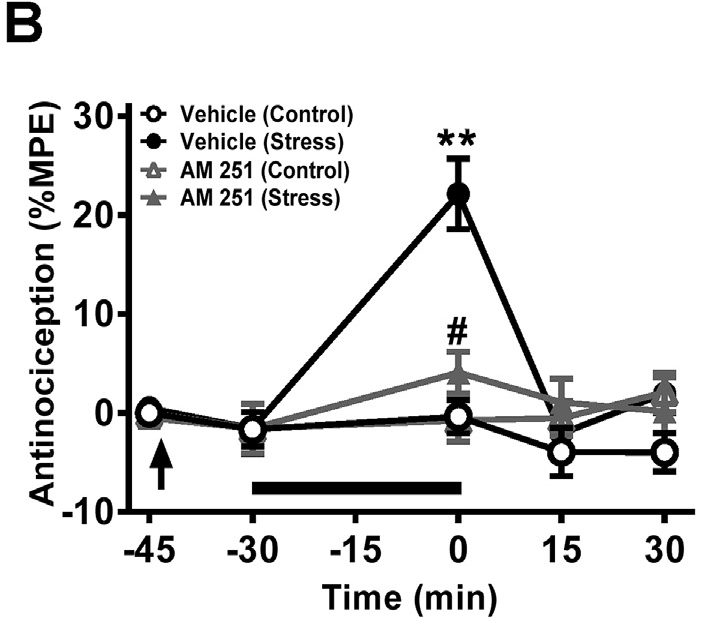 B
Antinociception (%MPE)
30
20
10
0
-10
Vehicle (Control)
Vehicle (Stress)
AM 251 (Control)
AM 251 (Stress)
**
#
-45 -30 -15 0 15 30
Time (min)